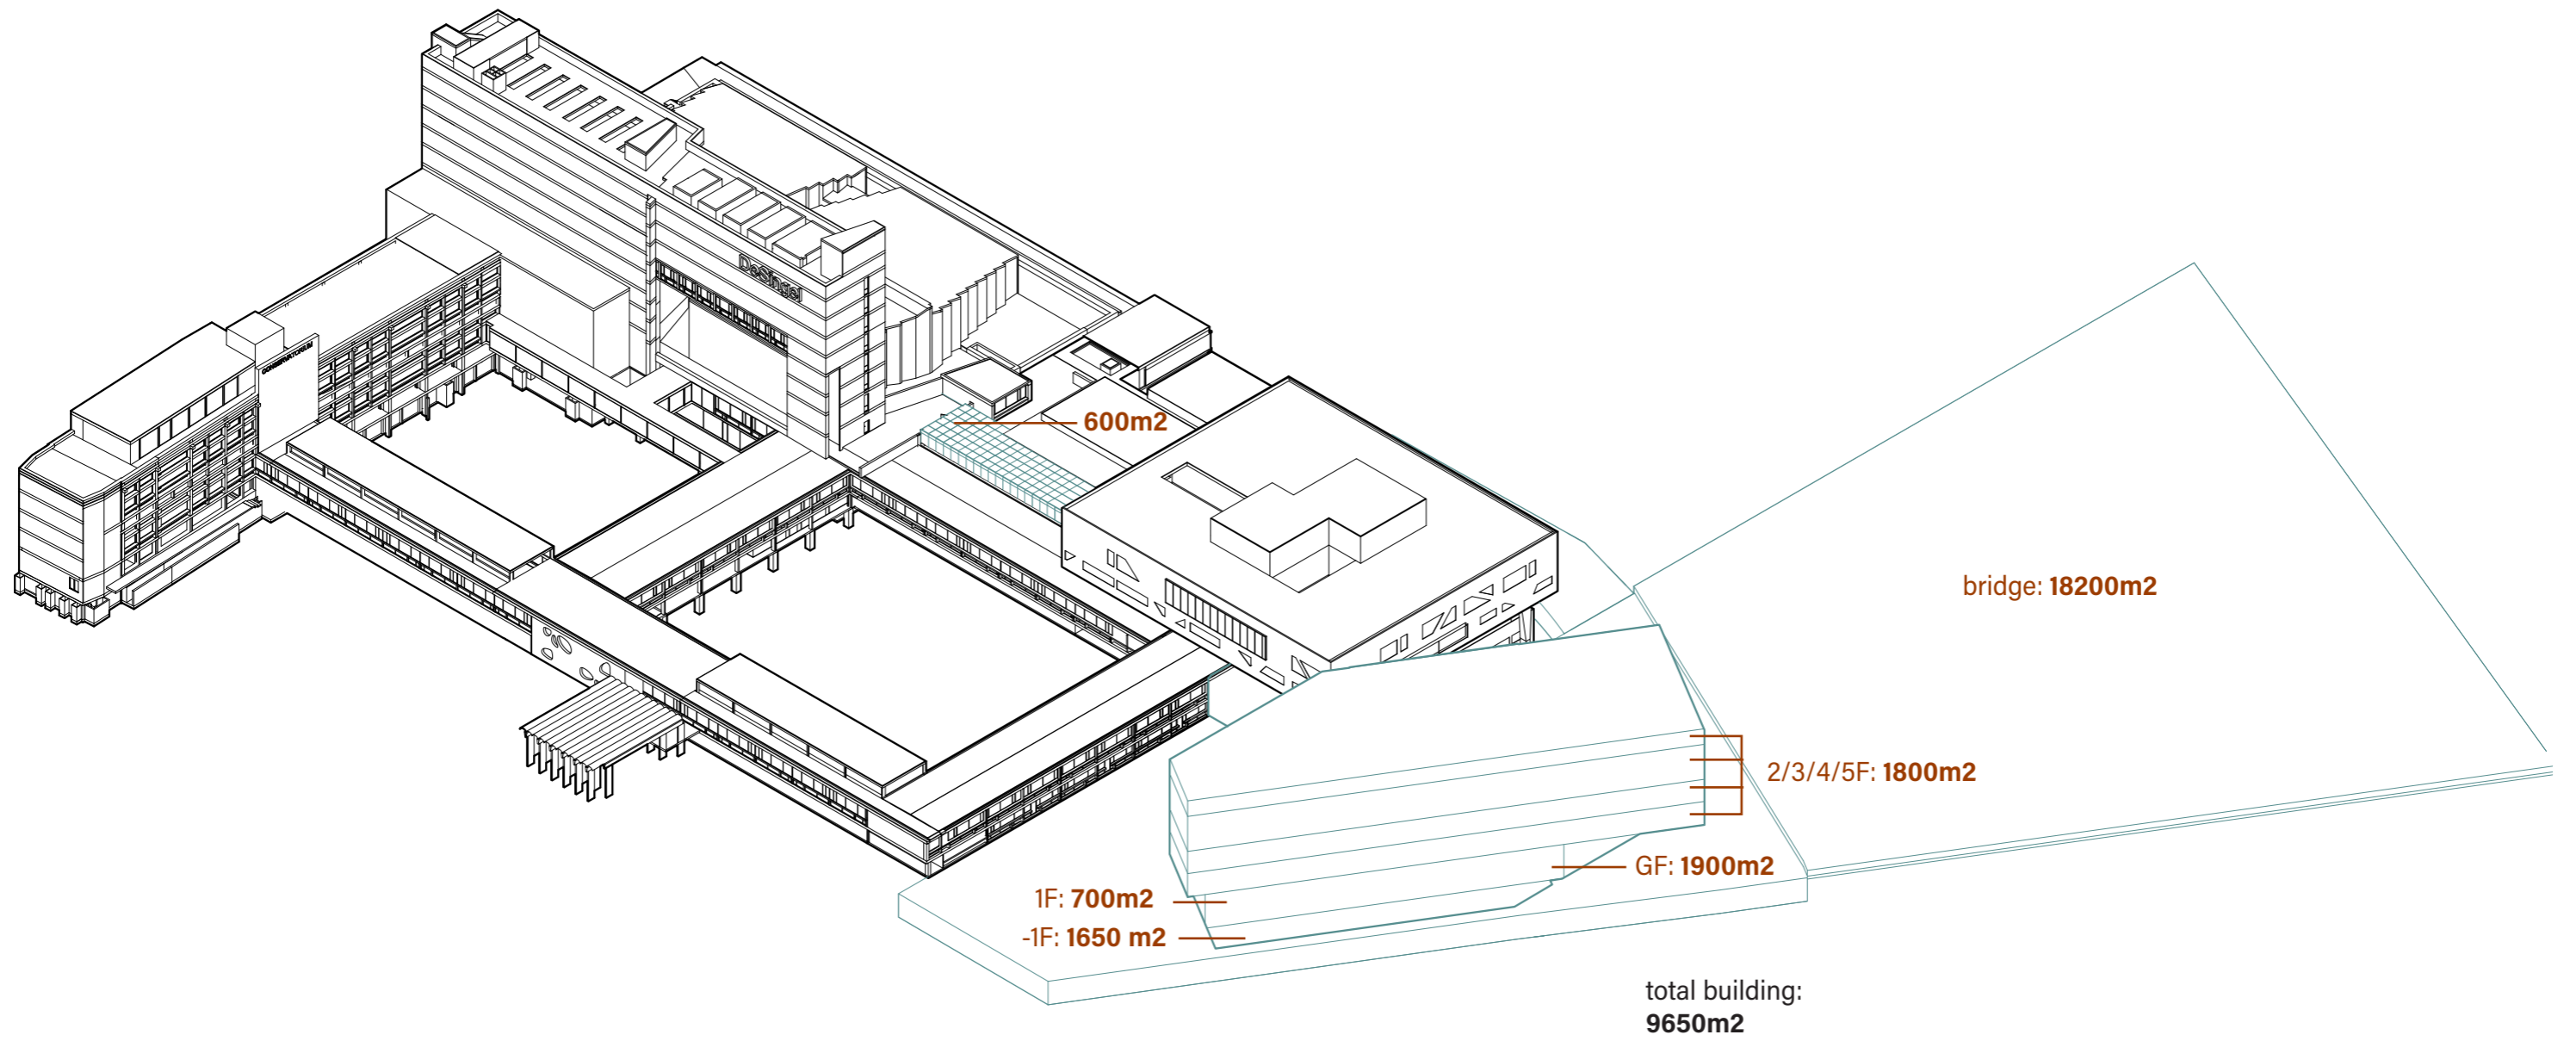 DeSingel
CONSERVATORIUM
600m2
bridge: 18200m2
2/3/4/5F: 1800m2
GF: 1900m2
1F: 700m2
-1F: 1650 m2
total building:
9650m2